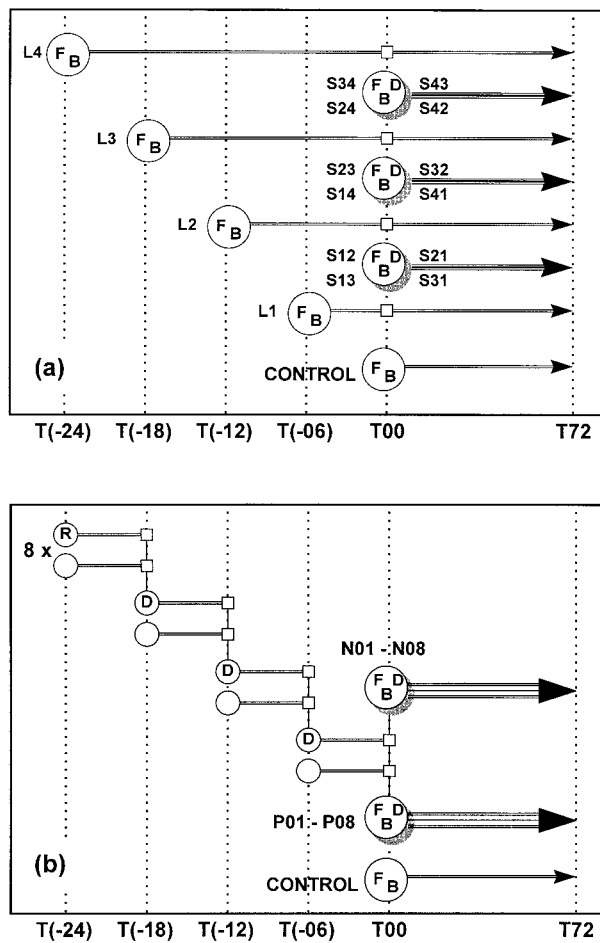 L4 F B
S34 F D B S43
S24 S42
L3 F B
S23 F D B S32
S14 S41
L2 F B
S12 F D B S21
S13 S31
L1 F B
(a) CONTROL F B
T(-24) T(-18) T(-12) T(-06) T00 T72
R
8 x
D
N01 - N08
D
F D B
D
P01 - P08 F D B
(b) CONTROL F B
T(-24) T(-18) T(-12) T(-06) T00 T72